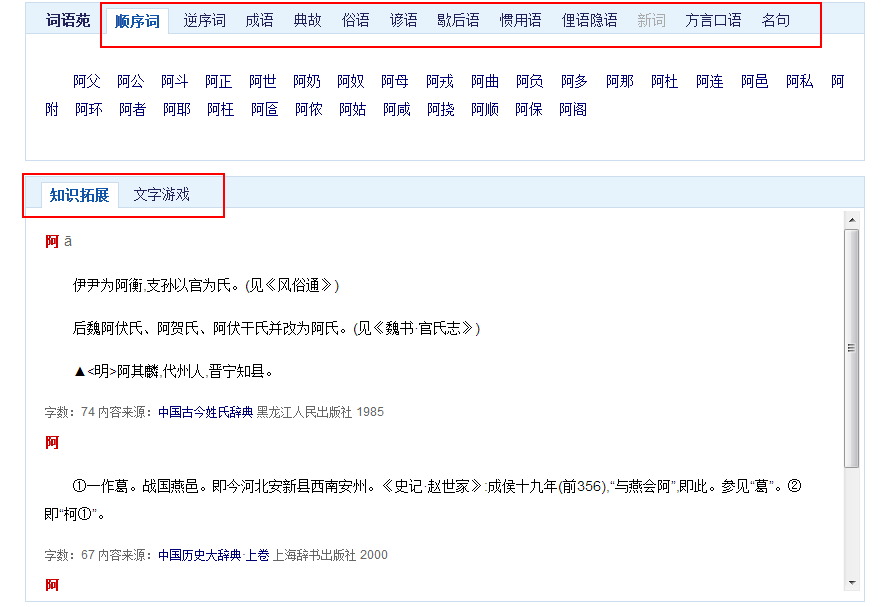 词语苑 顺序词 逆序词 成语 典故 俗语 谚语 歇后语 惯用语 俚语隐语 新词 方言口语 名句
阿父 阿公 阿斗 阿正 阿世 阿奶 阿奴 阿母 阿戎 阿曲 阿负 阿多 阿那 阿杜 阿连 阿邑 阿私 阿
附 阿环 阿者 阿耶 阿枉 阿匼 阿侬 阿姑 阿咸 阿挠 阿顺 阿保 阿阁
知识拓展 文字游戏
阿 ā
伊尹为阿衡,支孙以官为氏。(见《风俗通》)
后魏阿伏氏、阿贺氏、阿伏干氏并改为阿氏。(见《魏书·官氏志》)
▲<明>阿其麟,代州人,晋宁知县。
字数：74 内容来源：中国古今姓氏辞典 黑龙江人民出版社 1985
阿
①一作葛。战国燕邑。即今河北安新县西南安州。《史记·赵世家》:成侯十九年(前356),“与燕会阿”,即此。参见“葛”。②
即“柯①”。
字数：67 内容来源：中国历史大辞典·上卷 上海辞书出版社 2000
阿